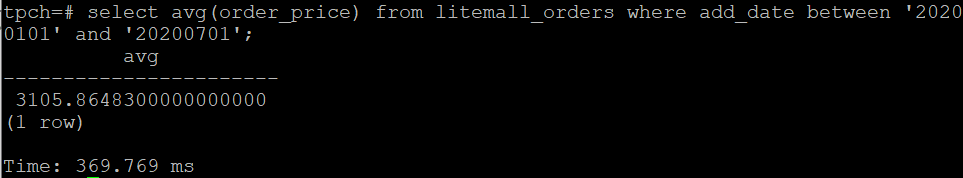 tpch=# select avg(order_price) from litemall_orders where add_date between '2020
0101' and '20200701';
          avg
-----------------------
 3105.8648300000000000
(1 row)

Time: 369.769 ms